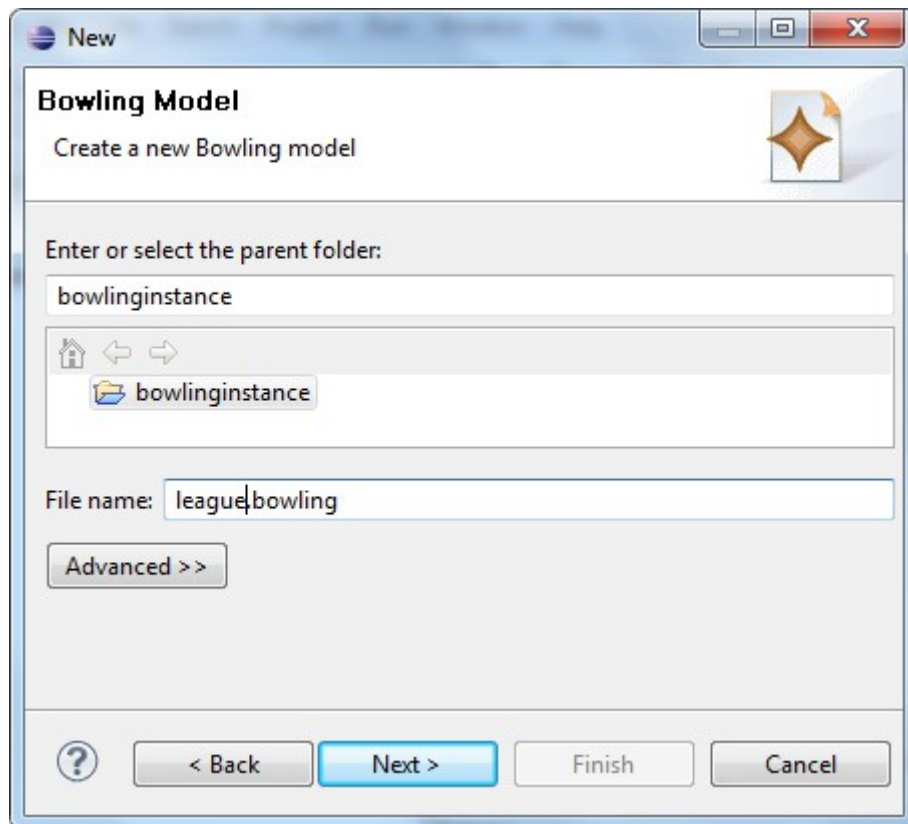 New
Bowling Model
Create a new Bowling model
Enter or select the parent folder:
bowlinginstance
bowlinginstance
File name: league.bowling
Advanced >>
< Back Next > Finish Cancel